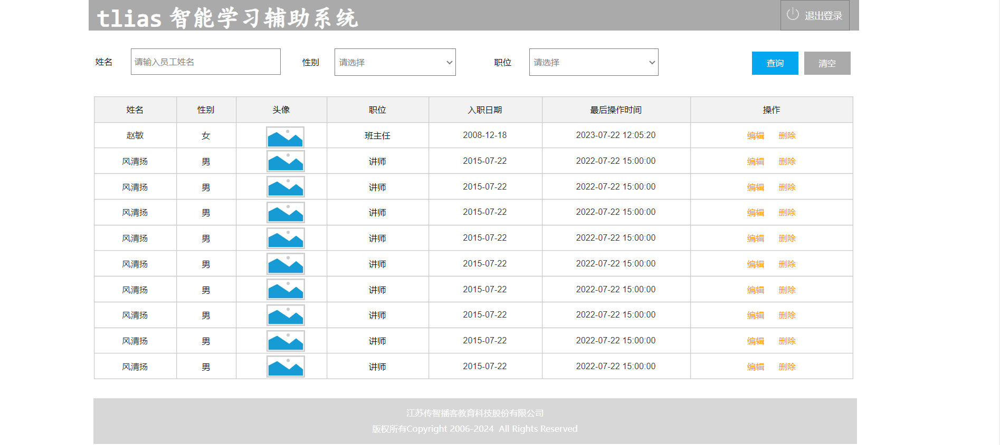 tlias 智能学习辅助系统 退出登录
姓名 请输入员工姓名 性别 请选择 职位 请选择 查询 清空
姓名 性别 头像 职位 入职日期 最后操作时间 操作
赵敏 女 班主任 2008-12-18 2023-07-22 12:05:20 编辑 删除
风清扬 男 讲师 2015-07-22 2022-07-22 15:00:00 编辑 删除
风清扬 男 讲师 2015-07-22 2022-07-22 15:00:00 编辑 删除
风清扬 男 讲师 2015-07-22 2022-07-22 15:00:00 编辑 删除
风清扬 男 讲师 2015-07-22 2022-07-22 15:00:00 编辑 删除
风清扬 男 讲师 2015-07-22 2022-07-22 15:00:00 编辑 删除
风清扬 男 讲师 2015-07-22 2022-07-22 15:00:00 编辑 删除
风清扬 男 讲师 2015-07-22 2022-07-22 15:00:00 编辑 删除
风清扬 男 讲师 2015-07-22 2022-07-22 15:00:00 编辑 删除
风清扬 男 讲师 2015-07-22 2022-07-22 15:00:00 编辑 删除
江苏传智播客教育科技股份有限公司
版权所有Copyright 2006-2024  All Rights Reserved